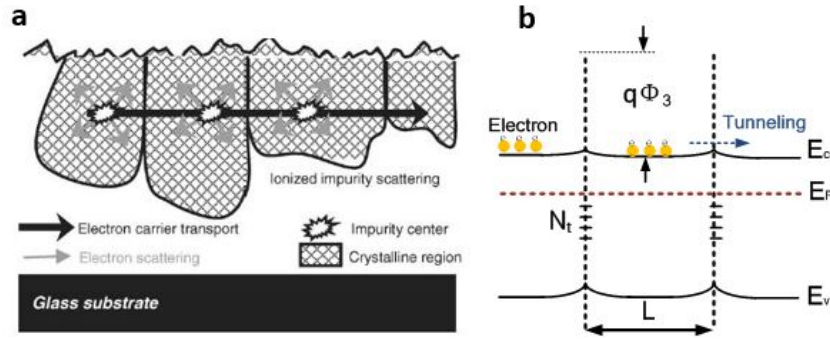 a
Ionized impurity scattering
Electron carrier transport
Impurity center
Electron scattering
Crystalline region
Glass substrate
b
qΦ3
Electron
e e e
e e e
Tunneling
Ec
EF
Nt
Ev
L